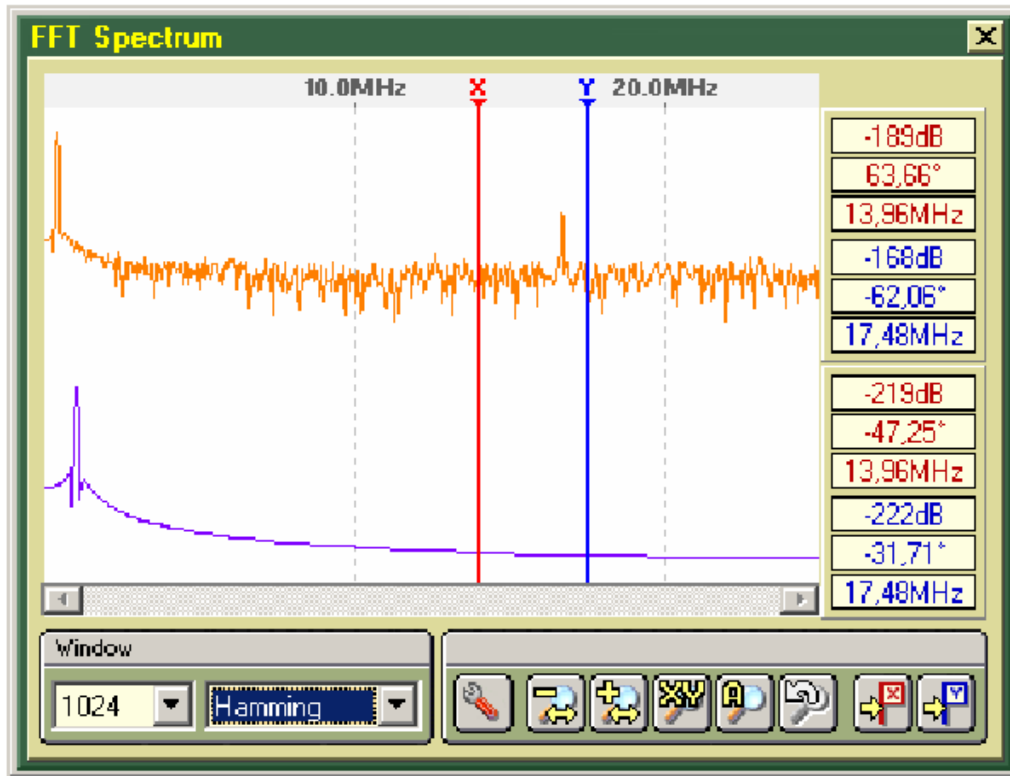 FFT Spectrum
10.0MHz X Y 20.0MHz
-189dB
63,66°
13,96MHz
-168dB
-62,06°
17,48MHz
-219dB
-47,25°
13,96MHz
-222dB
-31,71°
17,48MHz
Window
1024 Hamming
X-Y A X Y